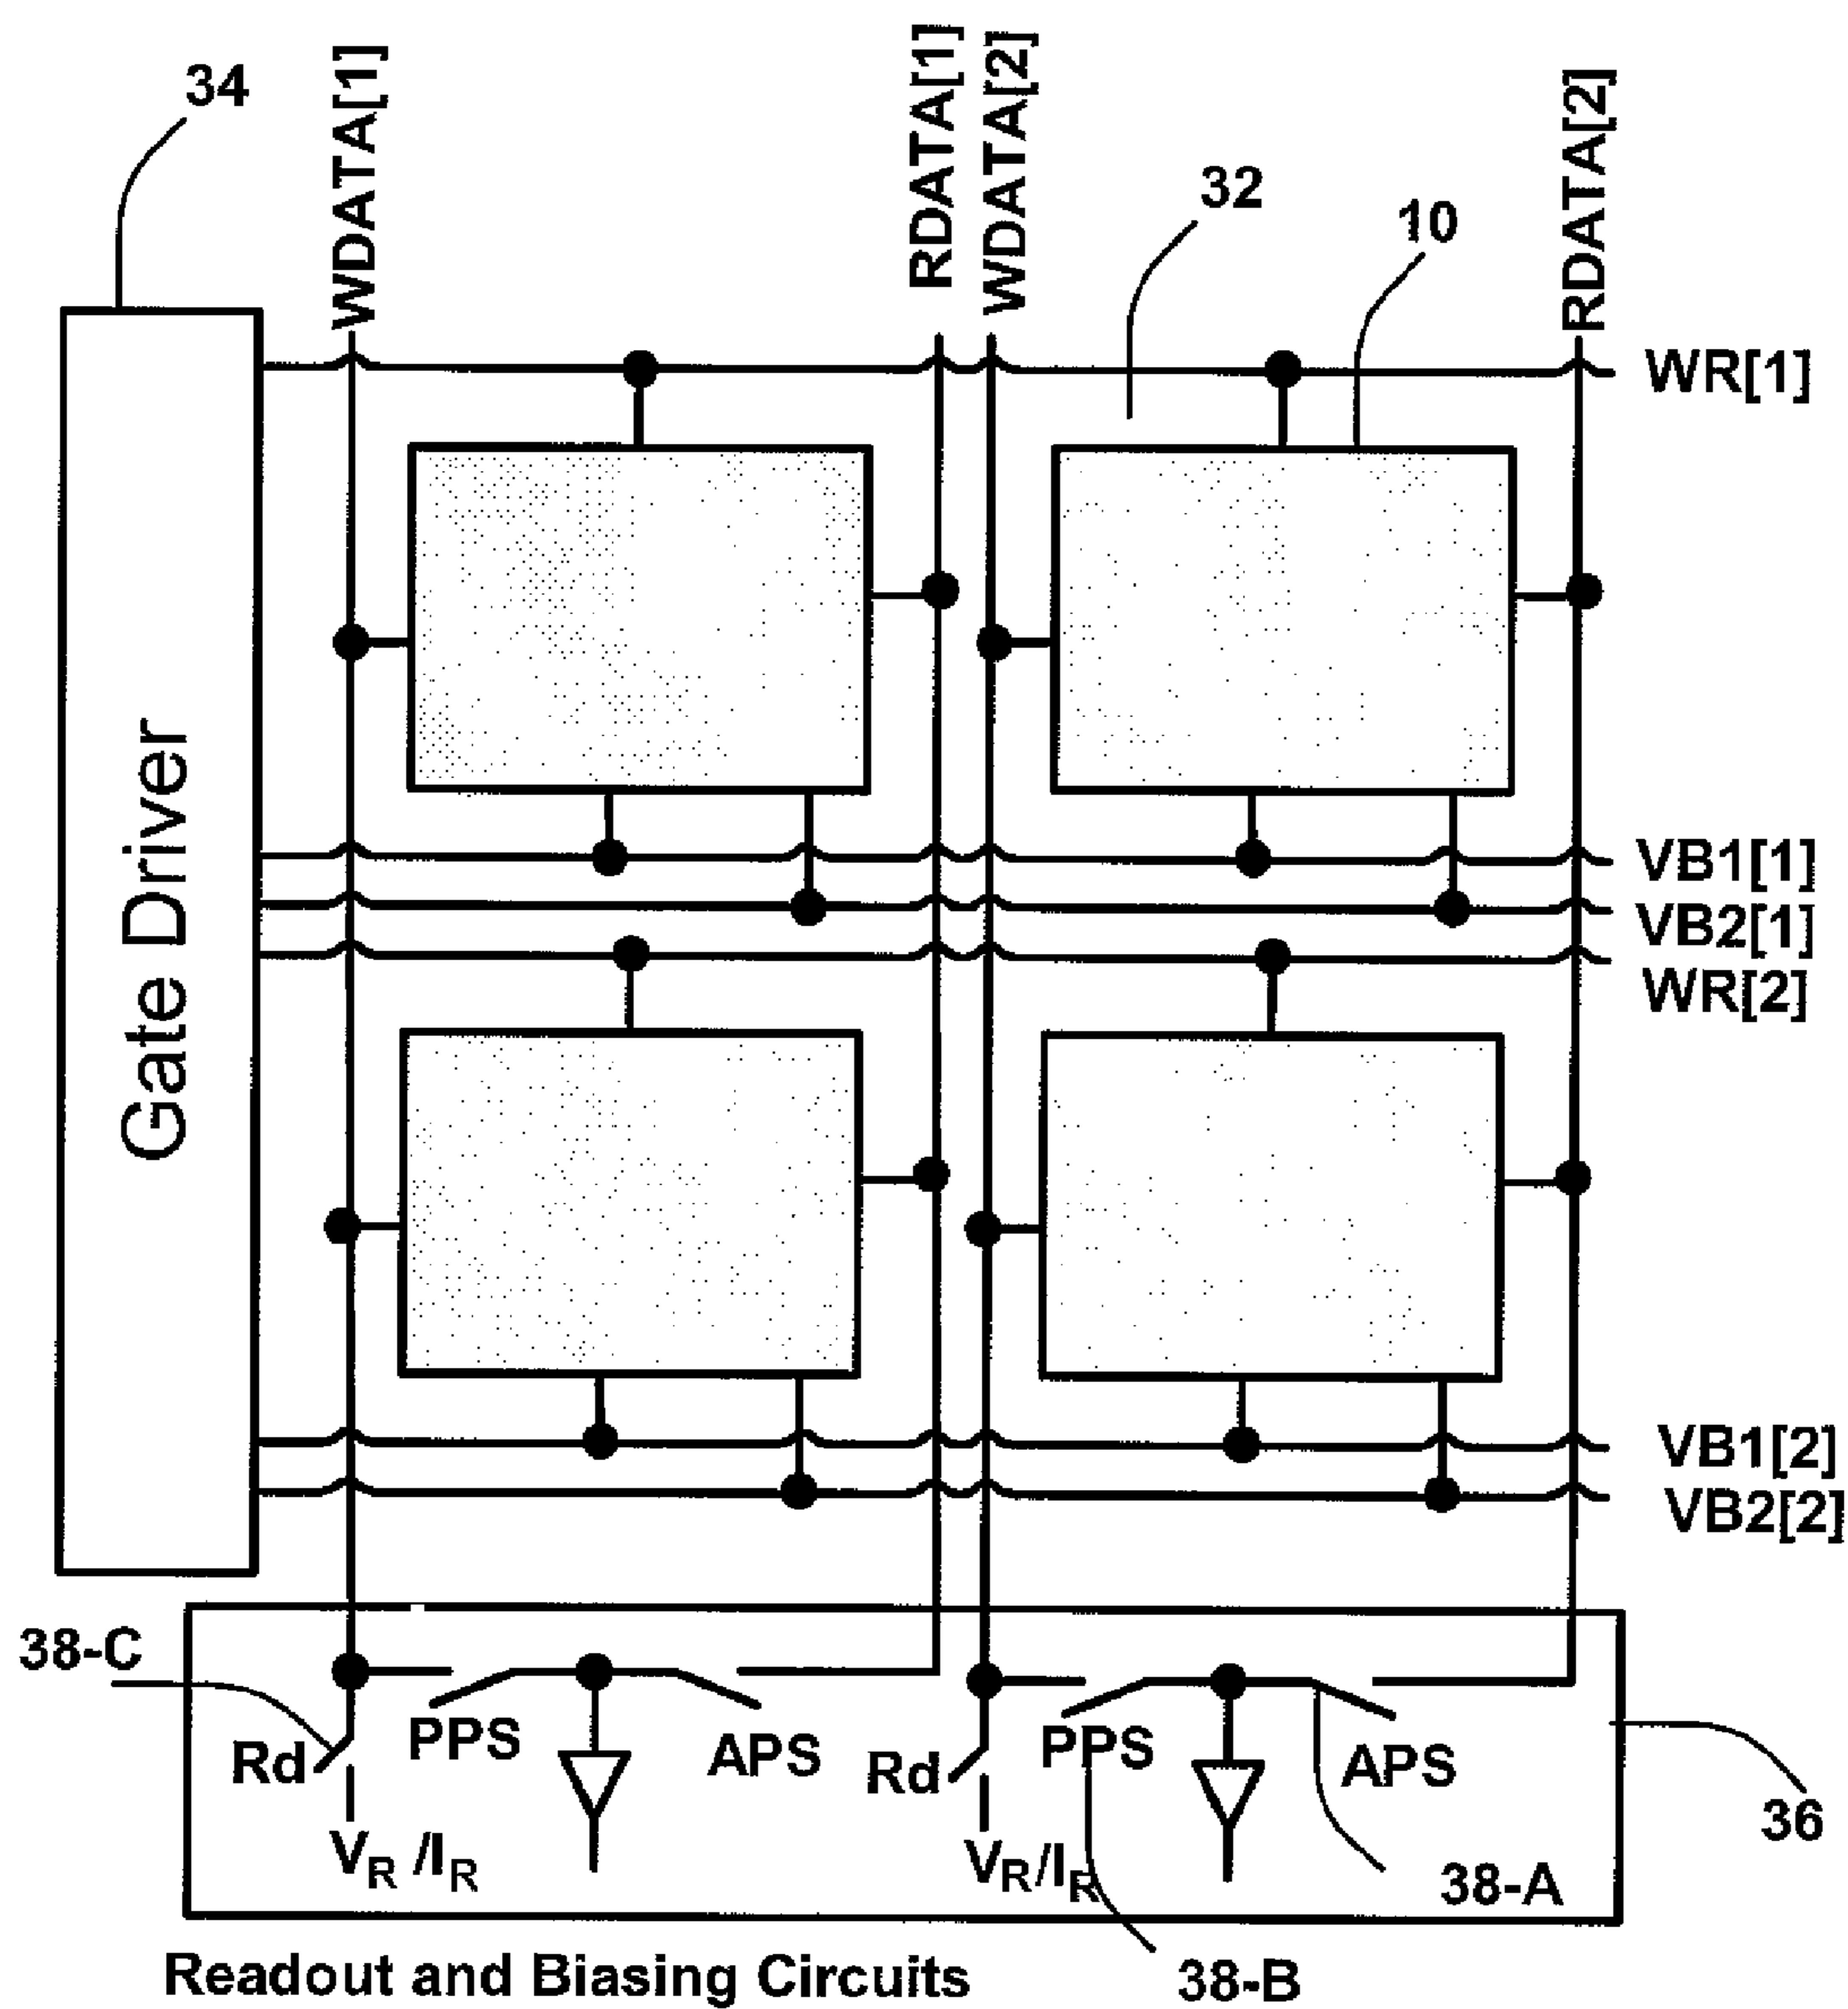 34
WDATA[1]
RDATA[1]
WDATA[2]
RDATA[2]
32
10
WR[1]
Gate Driver
VB1[1]
VB2[1]
WR[2]
VB1[2]
VB2[2]
38-C
Rd
PPS
APS
Rd
PPS
APS
VR /IR
VR/IR
36
38-A
38-B
Readout and Biasing Circuits